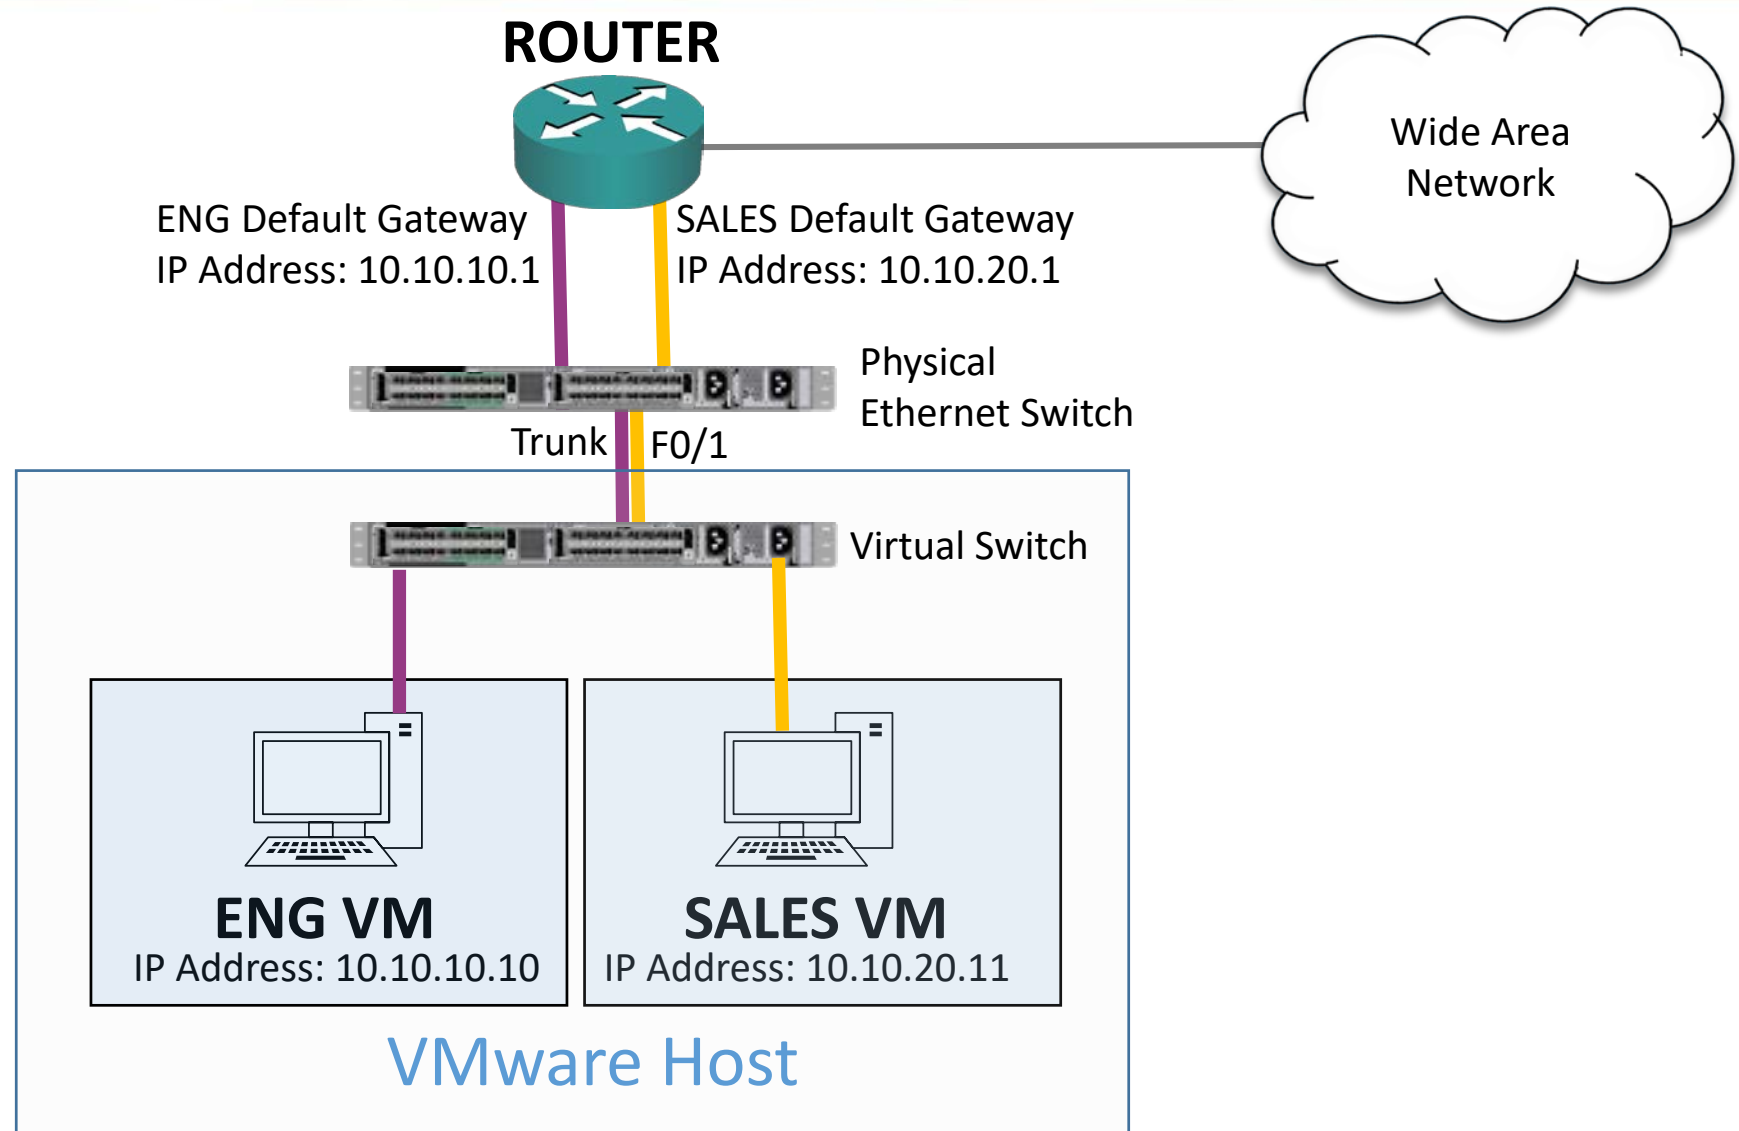 ROUTER
Wide Area
Network
ENG Default Gateway
IP Address: 10.10.10.1
SALES Default Gateway
IP Address: 10.10.20.1
Physical
Ethernet Switch
Trunk
F0/1
Virtual Switch
ENG VM
IP Address: 10.10.10.10
SALES VM
IP Address: 10.10.20.11
VMware Host